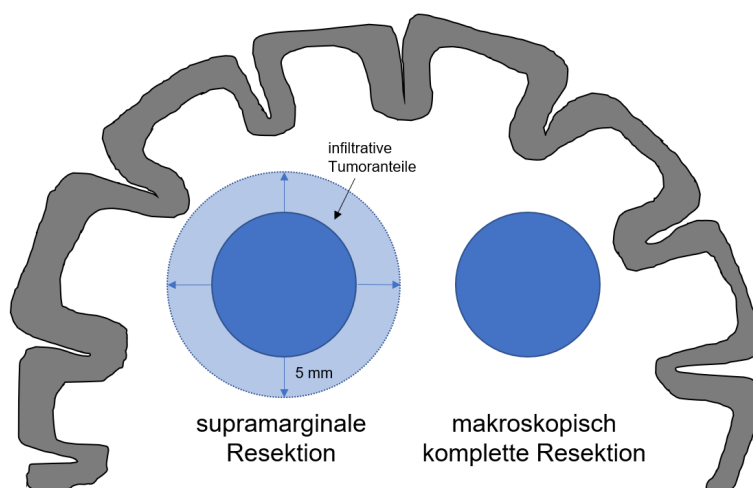 infiltrative
Tumoranteile
5 mm
supramarginale
Resektion
makroskopisch
komplette Resektion